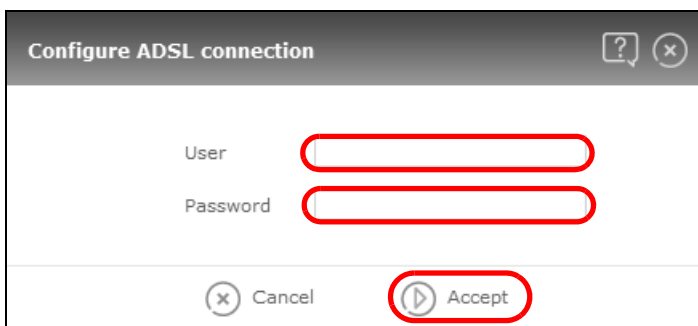 Configure ADSL connection
User
Password
Cancel
Accept